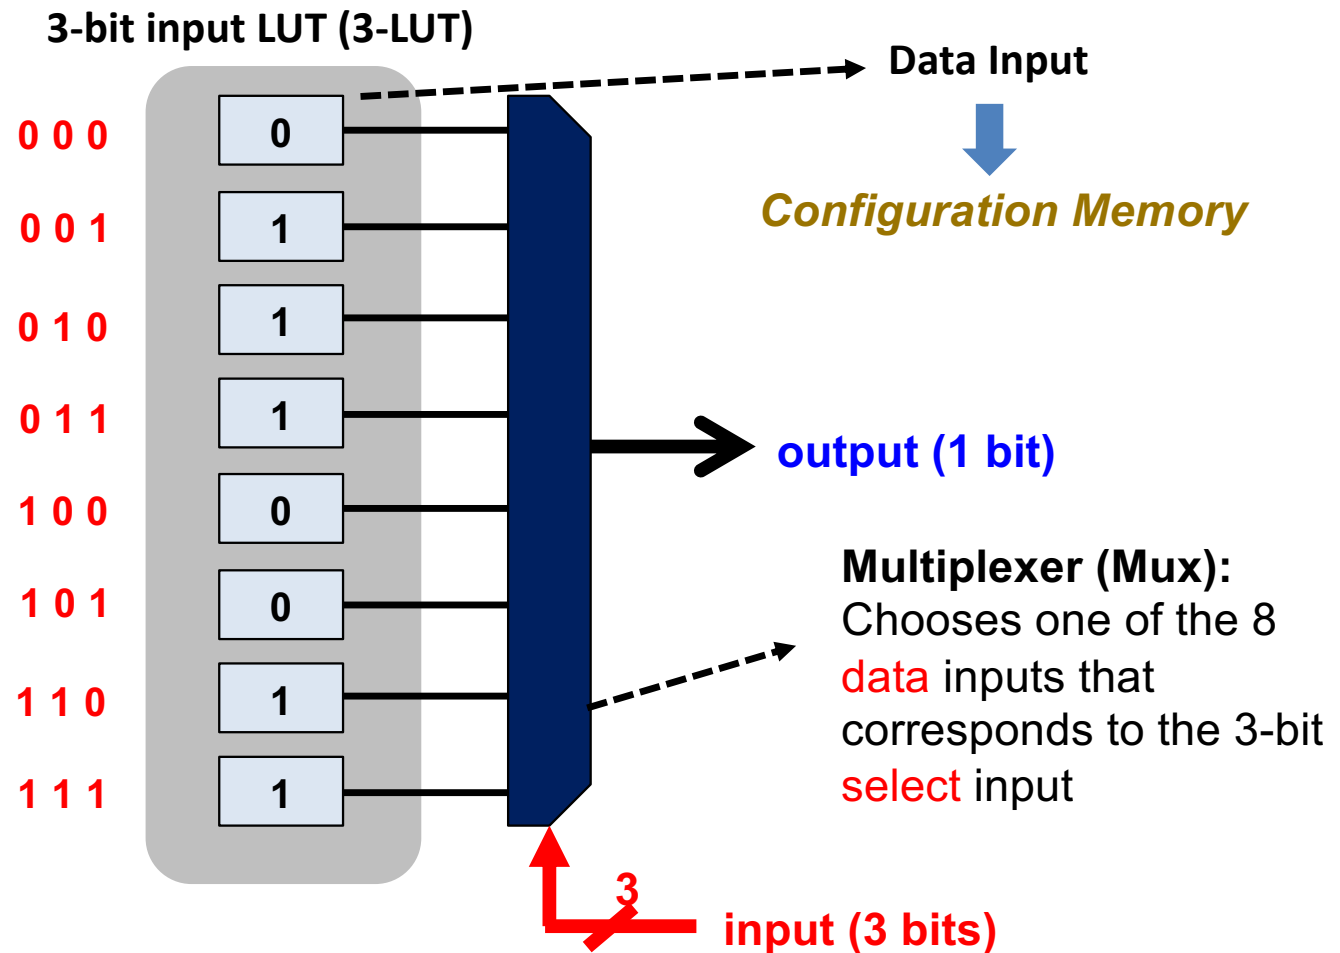 3-bit input LUT (3-LUT)
Data Input
Configuration Memory
0 0 0
0
0 0 1
1
0 1 0
1
0 1 1
1
1 0 0
0
1 0 1
0
1 1 0
1
1 1 1
1
output (1 bit)
Multiplexer (Mux):
Chooses one of the 8
data inputs that
corresponds to the 3-bit
select input
3
input (3 bits)